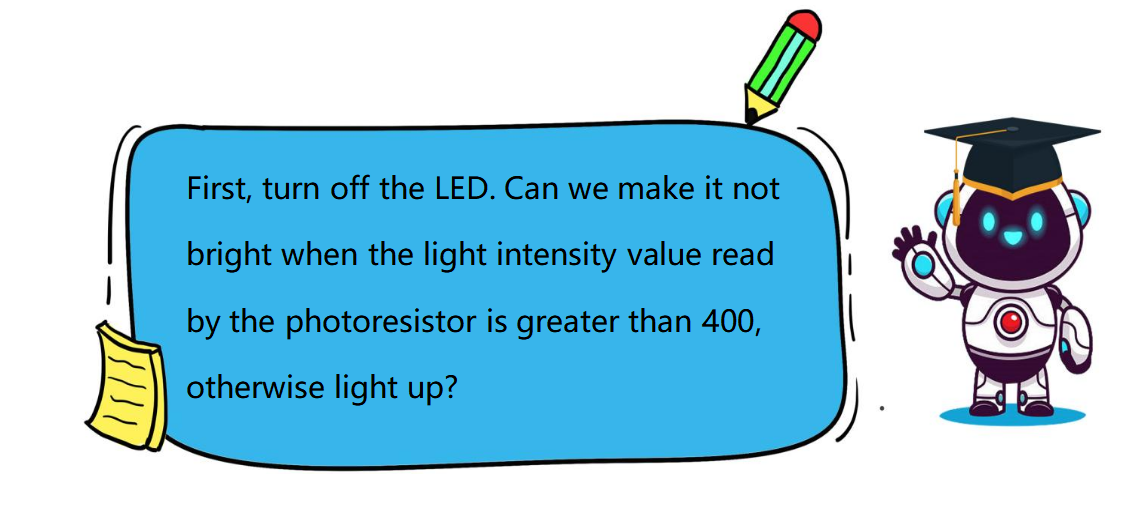 First, turn off the LED. Can we make it not
bright when the light intensity value read
by the photoresistor is greater than 400,
otherwise light up?